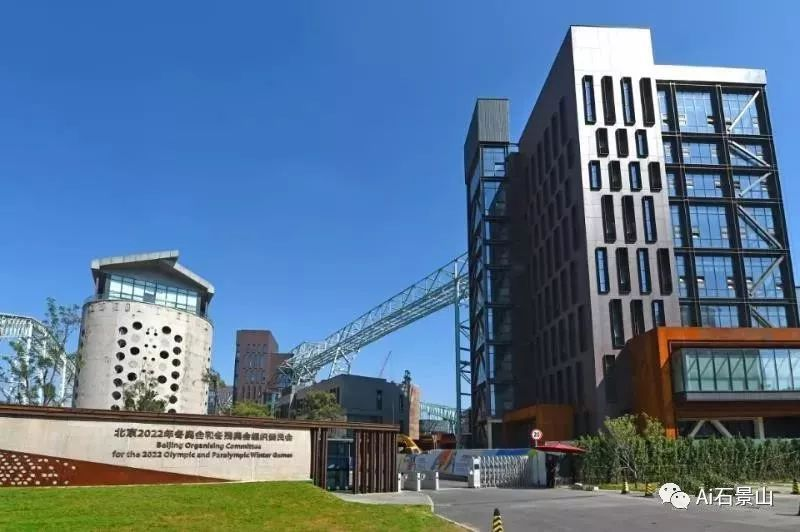 北京2022年冬奥会和冬残奥会组织委员会
Beijing Organising Committee
for the 2022 Olympic and Paralympic Winter Games
20
Ai石景山